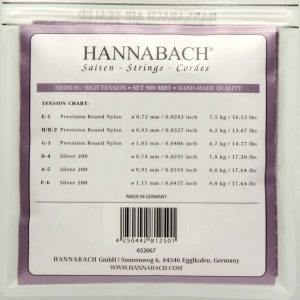 HANNABACH AIR-SEALED
HANNABACH®
Saiten • Strings • Cordes
MEDIUM / HIGH TENSION • SET 900 MHT • HAND-MADE QUALITY
TENSION CHART:
E-1 Precision Round Nylon ø 0,72 mm / 0,0283 inch 7,5 kg / 16,53 lbs
H/B-2 Precision Round Nylon ø 0,83 mm / 0,0327 inch 6,2 kg / 13,67 lbs
G-3 Precision Round Nylon ø 1,03 mm / 0,0406 inch 6,7 kg / 14,77 lbs
D-4 Silver 200 ø 0,74 mm / 0,0291 inch 7,8 kg / 17,20 lbs
A-5 Silver 200 ø 0,91 mm / 0,0358 inch 8,0 kg / 17,64 lbs
E-6 Silver 200 ø 1,11 mm / 0,0437 inch 8,0 kg / 17,64 lbs
MADE IN GERMANY
4 250442 812501
652667
HANNABACH GmbH / Sonnenweg 6, 84546 Egglkofen, Germany
WWW.HANNABACH.COM